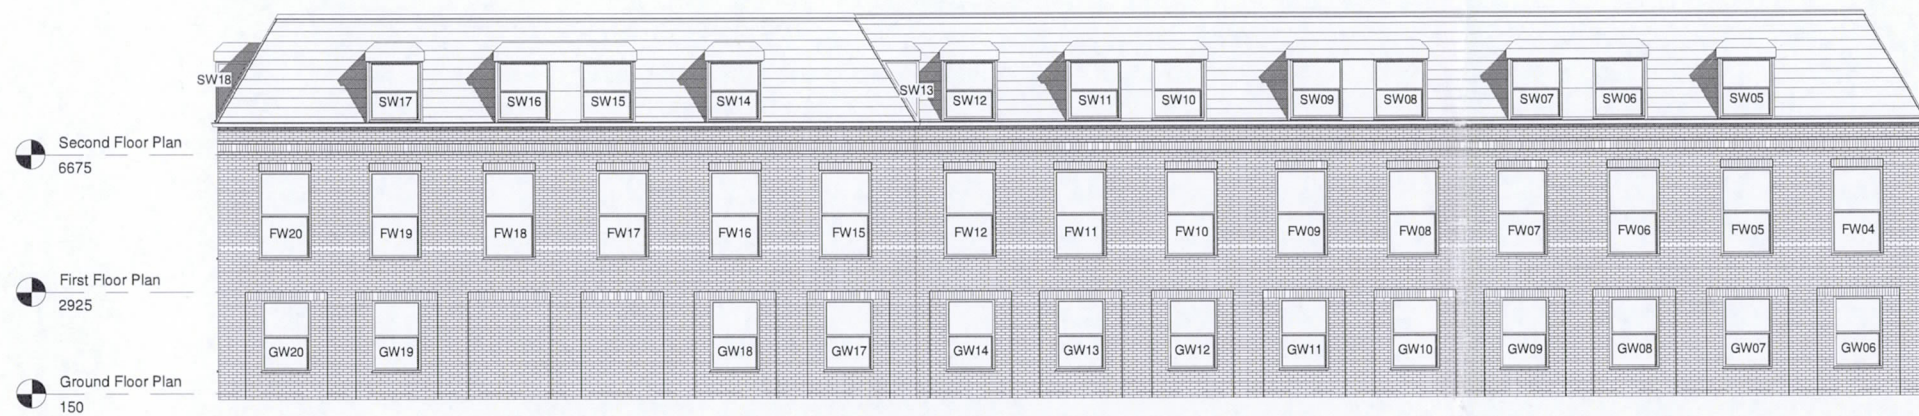 SW18 SW17 SW16 SW15 SW14 SW13 SW12 SW11 SW10 SW09 SW08 SW07 SW06 SW05
Second Floor Plan
6675
FW20 FW19 FW18 FW17 FW16 FW15 FW12 FW11 FW10 FW09 FW08 FW07 FW06 FW05 FW04
First Floor Plan
2925
GW20 GW19 GW18 GW17 GW14 GW13 GW12 GW11 GW10 GW09 GW08 GW07 GW06
Ground Floor Plan
150